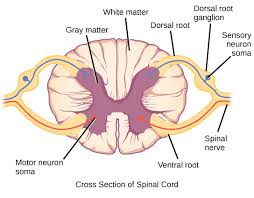 White matter
Dorsal root
ganglion
Gray matter
Dorsal root
Sensory
neuron
soma
Motor neuron
soma
Ventral root
Spinal
nerve
Cross Section of Spinal Cord